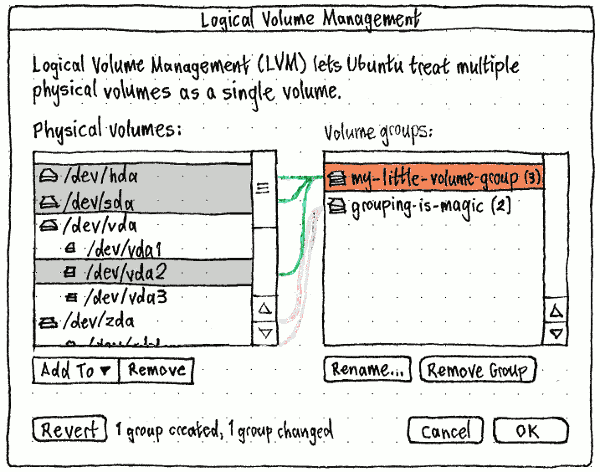 Logical Volume Management
Logical Volume Management (LVM) lets Ubuntu treat multiple
physical volumes as a single volume.
Physical volumes:
/dev/hda
/dev/sda
/dev/vda
/dev/vda1
/dev/vda2
/dev/vda3
/dev/zda
Add To ▼
Remove
Volume groups:
my-little-volume-group (3)
grouping-is-magic (2)
Rename...
Remove Group
Revert
1 group created, 1 group changed
Cancel
OK